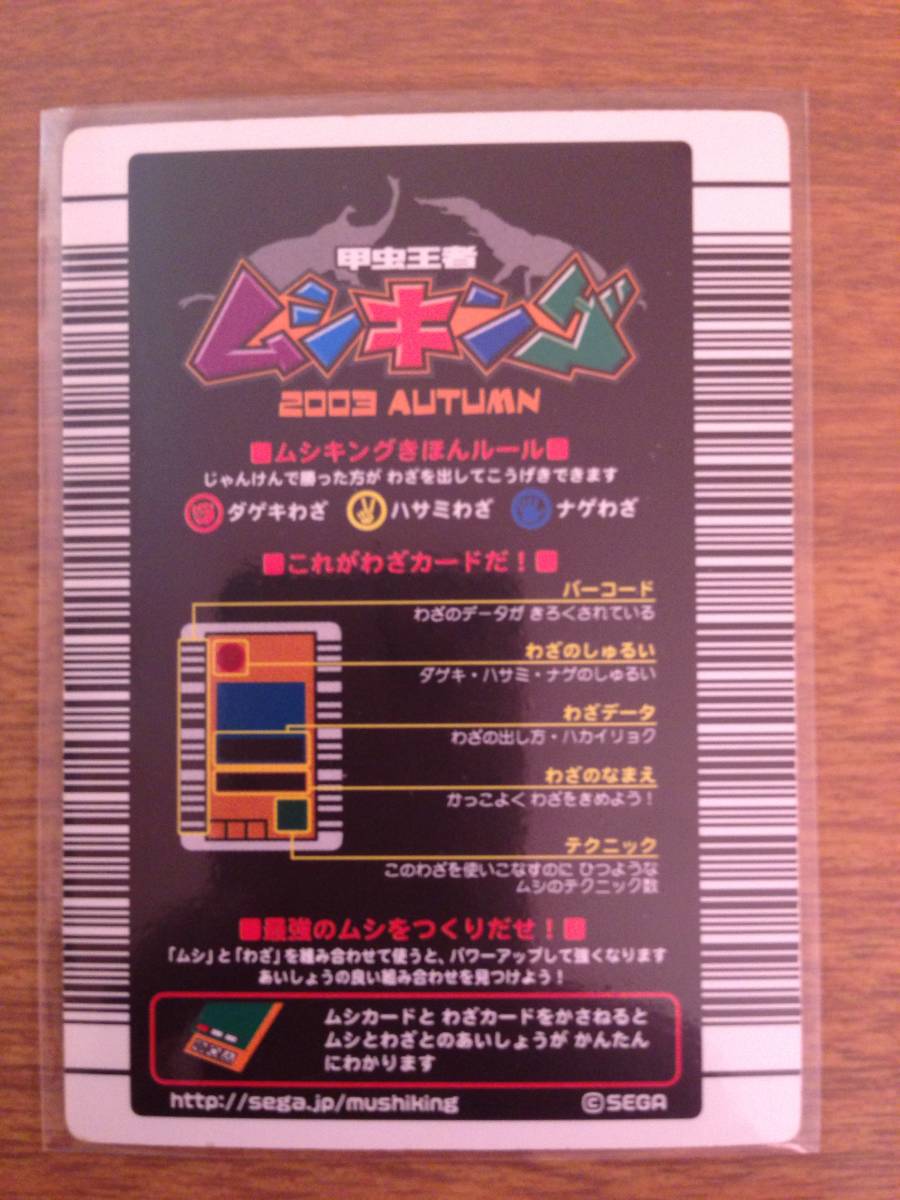 甲虫王者
ムシキング
2003 AUTUMN
ムシキングきほんルール
じゃんけんで勝った方が わざを出してこうげきできます
ダゲキわざ ハサミわざ ナゲわざ
これがわざカードだ！
バーコード
わざのデータが きろくされている
わざのしゅるい
ダゲキ・ハサミ・ナゲのしゅるい
わざデータ
わざの出し方・ハカイリョク
わざのなまえ
かっこよく わざをきめよう！
テクニック
このわざを使いこなすのに ひつような
ムシのテクニック数
最強のムシをつくりだせ！
「ムシ」と「わざ」を組み合わせて使うと、パワーアップして強くなります
あいしょうの良い組み合わせを見つけよう！
ムシカードと わざカードをかさねると
ムシとわざとのあいしょうが かんたん
にわかります
http://sega.jp/mushiking ©SEGA